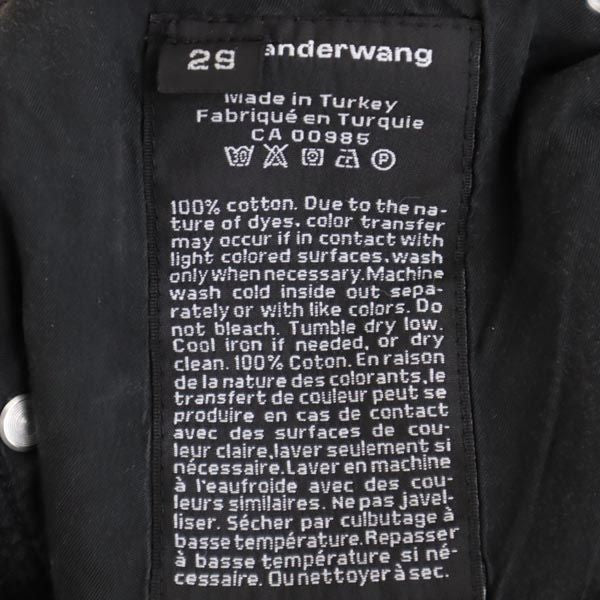 29
anderwang
Made in Turkey
Fabriqué en Turquie
CA 00985
100% cotton. Due to the na-
ture of dyes, color transfer
may occur if in contact with
light colored surfaces, wash
only when necessary. Machine
wash cold inside out sepa-
rately or with like colors. Do
not bleach. Tumble dry low.
Cool iron if needed, or dry
clean. 100% Coton. En raison
de la nature des colorants, le
transfert de couleur peut se
produire en cas de contact
avec des surfaces de cou-
leur claire, laver seulement si
nécessaire. Laver en machine
à l'eaufroide avec des cou-
leurs similaires. Ne pas javel-
liser. Sécher par culbutage à
basse température. Repasser
à basse température si né-
cessaire. Ou nettoyer à sec.